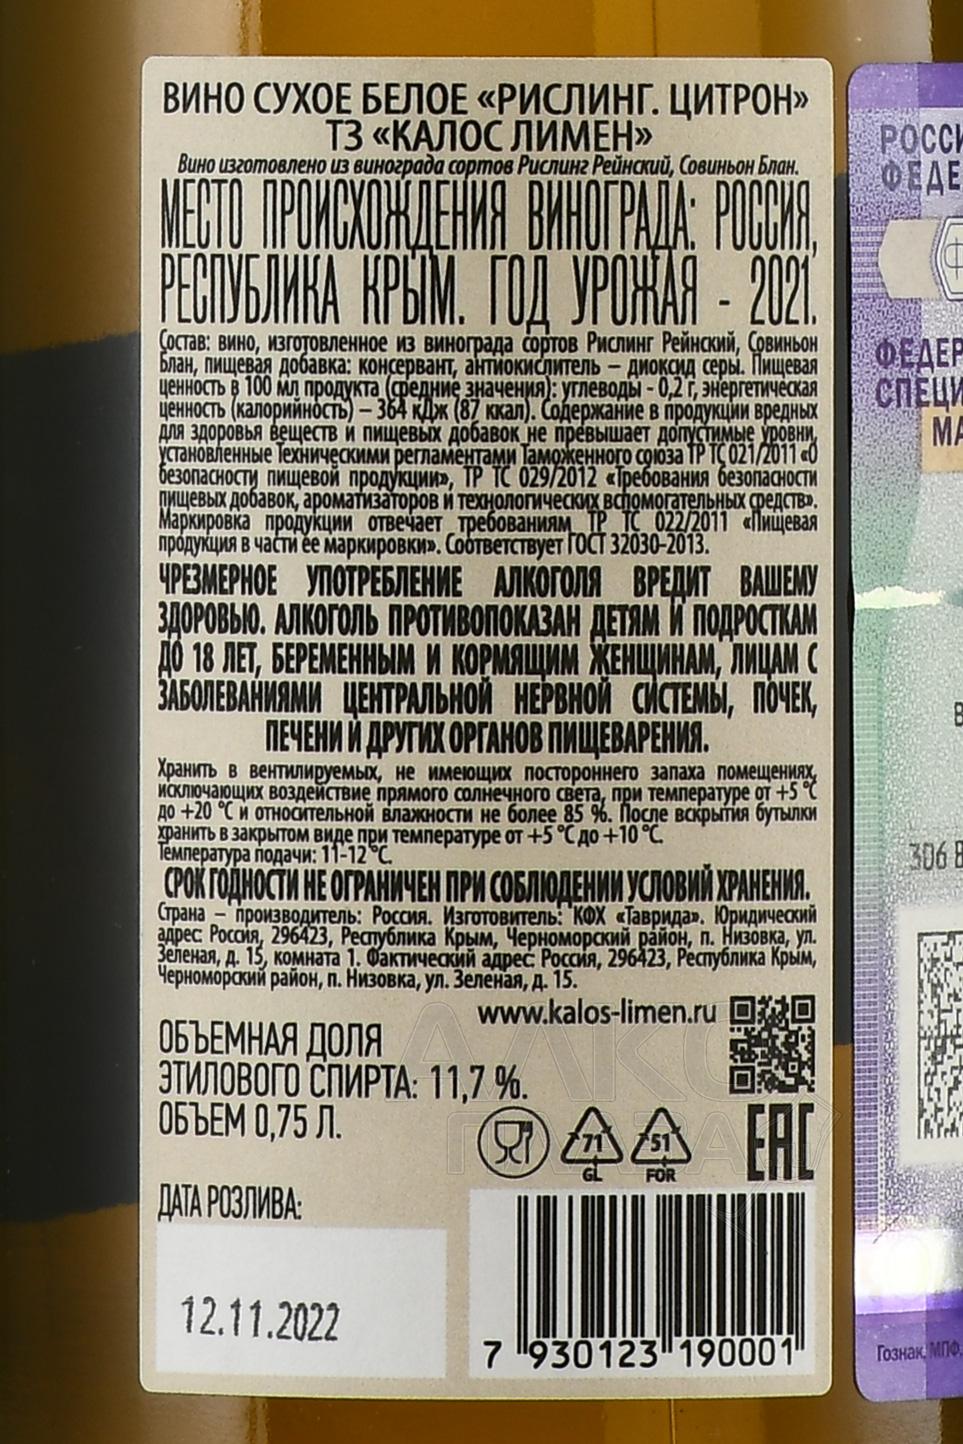 ВИНО СУХОЕ БЕЛОЕ «РИСЛИНГ. ЦИТРОН»
ТЗ «КАЛОС ЛИМЕН»
Вино изготовлено из винограда сортов Рислинг Рейнский, Совиньон Блан.
МЕСТО ПРОИСХОЖДЕНИЯ ВИНОГРАДА: РОССИЯ,
РЕСПУБЛИКА КРЫМ. ГОД УРОЖАЯ - 2021.
Состав: вино, изготовленное из винограда сортов Рислинг Рейнский, Совиньон
Блан, пищевая добавка: консервант, антиокислитель – диоксид серы. Пищевая
ценность в 100 мл продукта (средние значения): углеводы - 0,2 г, энергетическая
ценность (калорийность) – 364 кДж (87 ккал). Содержание в продукции вредных
для здоровья веществ и пищевых добавок не превышает допустимые уровни,
установленные Техническими регламентами Таможенного союза ТР ТС 021/2011 «О
безопасности пищевой продукции», ТР ТС 029/2012 «Требования безопасности
пищевых добавок, ароматизаторов и технологических вспомогательных средств».
Маркировка продукции отвечает требованиям ТР ТС 022/2011 «Пищевая
продукция в части ее маркировки». Соответствует ГОСТ 32030-2013.
ЧРЕЗМЕРНОЕ УПОТРЕБЛЕНИЕ АЛКОГОЛЯ ВРЕДИТ ВАШЕМУ
ЗДОРОВЬЮ. АЛКОГОЛЬ ПРОТИВОПОКАЗАН ДЕТЯМ И ПОДРОСТКАМ
ДО 18 ЛЕТ, БЕРЕМЕННЫМ И КОРМЯЩИМ ЖЕНЩИНАМ, ЛИЦАМ С
ЗАБОЛЕВАНИЯМИ ЦЕНТРАЛЬНОЙ НЕРВНОЙ СИСТЕМЫ, ПОЧЕК,
ПЕЧЕНИ И ДРУГИХ ОРГАНОВ ПИЩЕВАРЕНИЯ.
Хранить в вентилируемых, не имеющих постороннего запаха помещениях,
исключающих воздействие прямого солнечного света, при температуре от +5 °С
до +20 °С и относительной влажности не более 85 %. После вскрытия бутылки
хранить в закрытом виде при температуре от +5 °С до +10 °С.
Температура подачи: 11-12 °С.
СРОК ГОДНОСТИ НЕ ОГРАНИЧЕН ПРИ СОБЛЮДЕНИИ УСЛОВИЙ ХРАНЕНИЯ.
Страна – производитель: Россия. Изготовитель: КФХ «Таврида». Юридический
адрес: Россия, 296423, Республика Крым, Черноморский район, п. Низовка, ул.
Зеленая, д. 15, комната 1. Фактический адрес: Россия, 296423, Республика Крым,
Черноморский район, п. Низовка, ул. Зеленая, д. 15.
www.kalos-limen.ru
ОБЪЕМНАЯ ДОЛЯ
ЭТИЛОВОГО СПИРТА: 11,7 %.
ОБЪЕМ 0,75 Л.
71
GL
51
FOR
EAC
ДАТА РОЗЛИВА:
12.11.2022
7 930123 190001
РОССИ
ФЕДЕ
ФЕДЕР
СПЕЦИ
МА
306 В
Гознак, МПФ,
АЛКО
ПЛАЗА